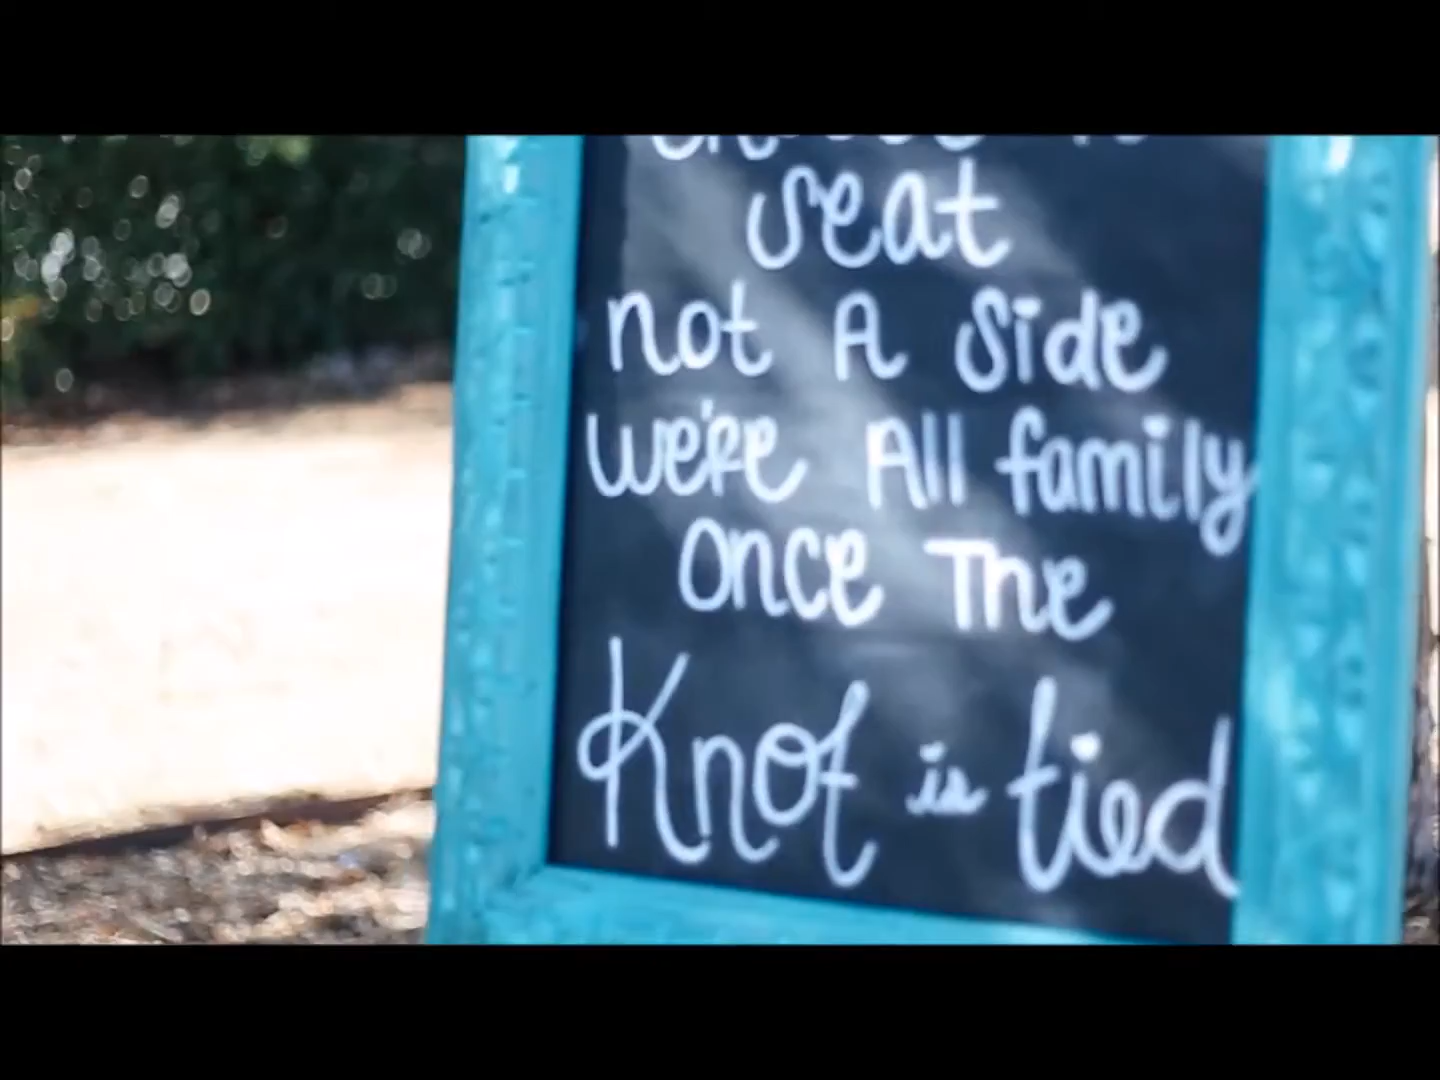 seat
not A side
we're All family
once The
Knot is tied